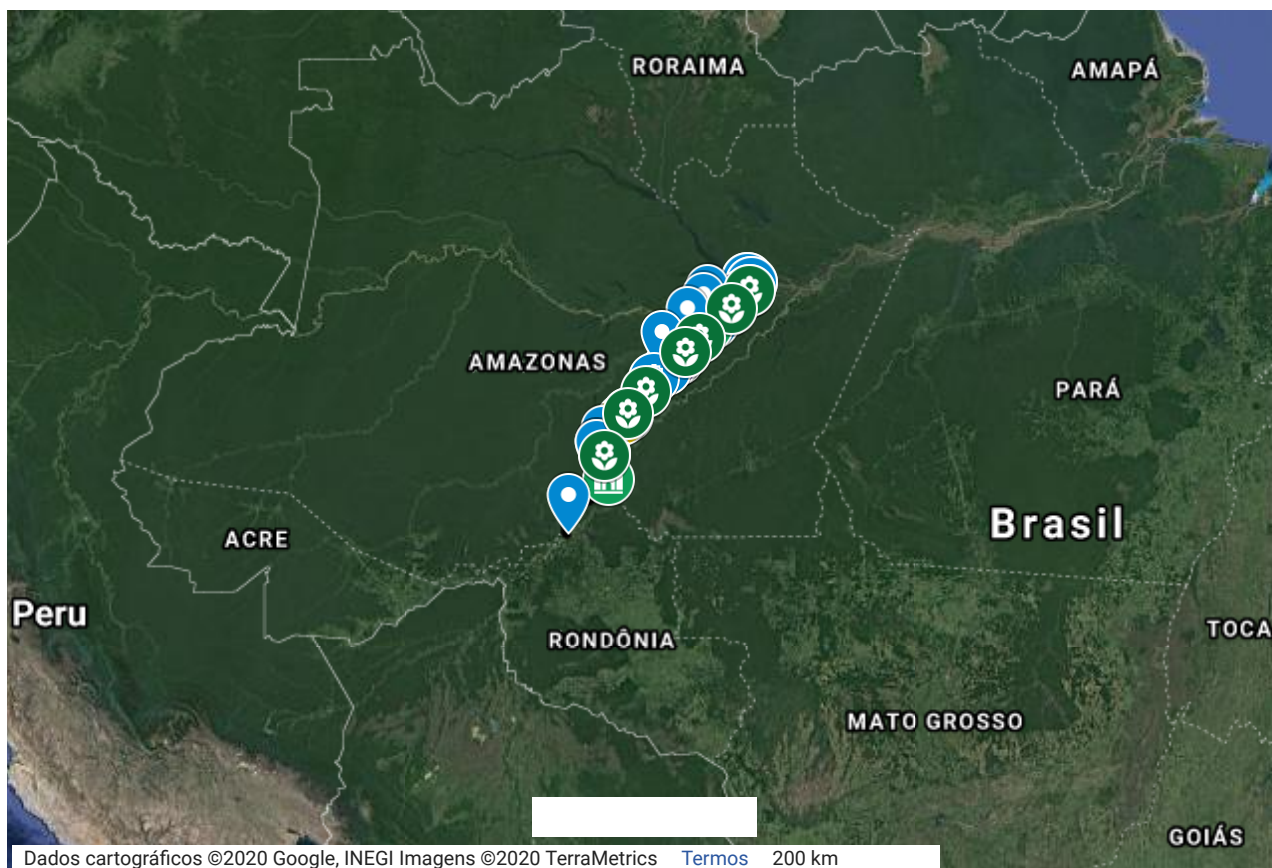 RORAIMA
AMAPÁ
AMAZONAS
PARÁ
Brasil
ACRE
Peru
TOCA
RONDÔNIA
MATO GROSSO
GOIÁS
Dados cartográficos ©2020 Google, INEGI Imagens ©2020 TerraMetrics Termos 200 km